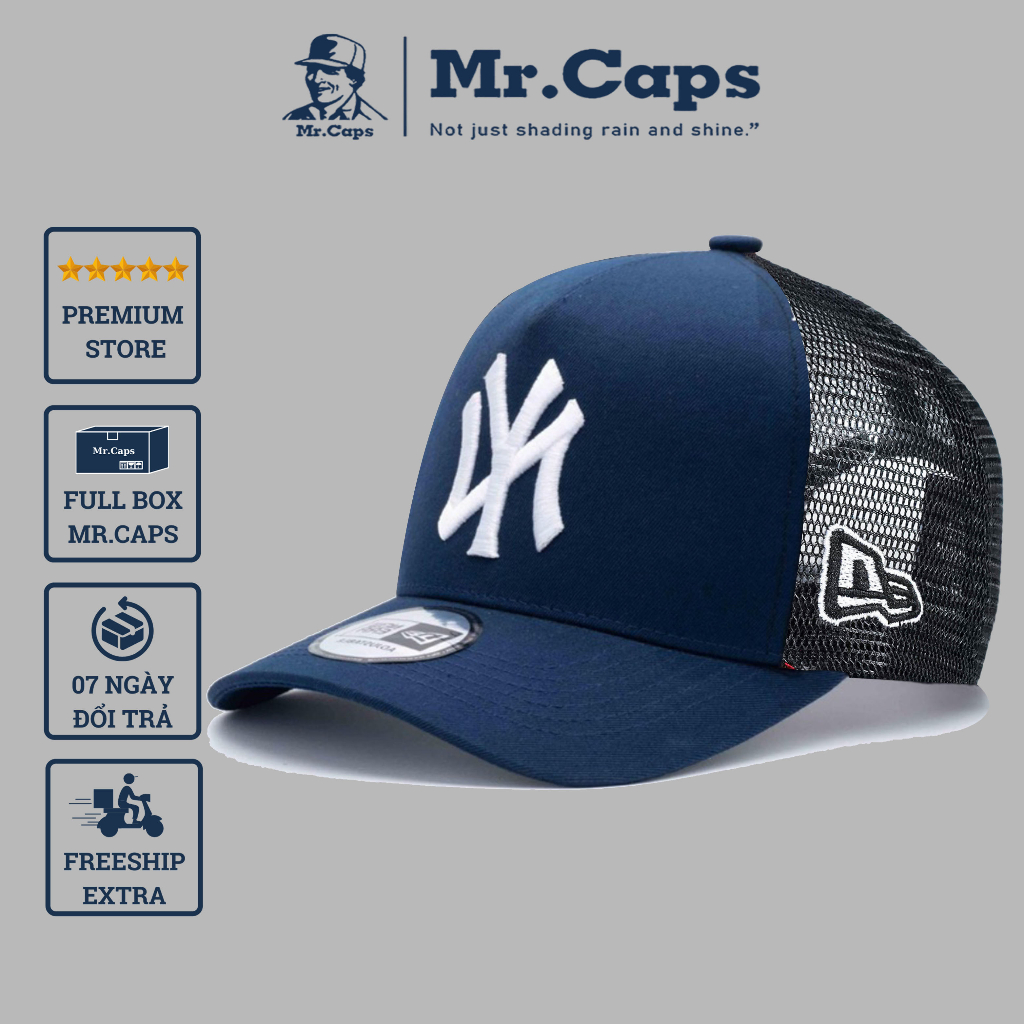 Mr.Caps
Mr.Caps
Not just shading rain and shine.”
PREMIUM
STORE
Mr.Caps
FULL BOX
MR.CAPS
07 NGÀY
ĐỔI TRẢ
FREESHIP
EXTRA
NY